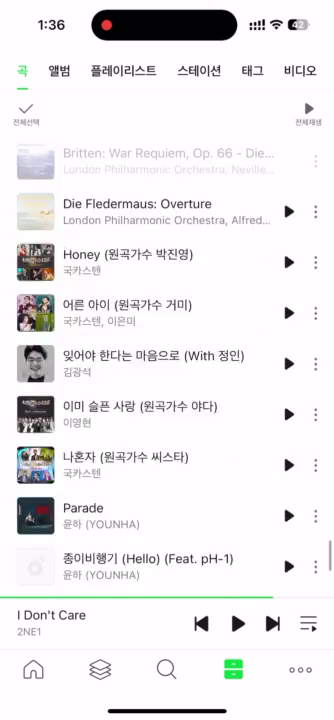 1:36
42
곡 앨범 플레이리스트 스테이션 태그 비디오
전체선택 전체재생
Britten: War Requiem, Op. 66 - Die...
London Philharmonic Orchestra, Neville...
Die Fledermaus: Overture
London Philharmonic Orchestra, Alfred...
Honey (원곡가수 박진영)
국카스텐
어른 아이 (원곡가수 거미)
국카스텐, 이은미
잊어야 한다는 마음으로 (With 정인)
김광석
이미 슬픈 사랑 (원곡가수 야다)
이영현
나혼자 (원곡가수 씨스타)
국카스텐
Parade
윤하 (YOUNHA)
종이비행기 (Hello) (Feat. pH-1)
윤하 (YOUNHA)
I Don't Care
2NE1